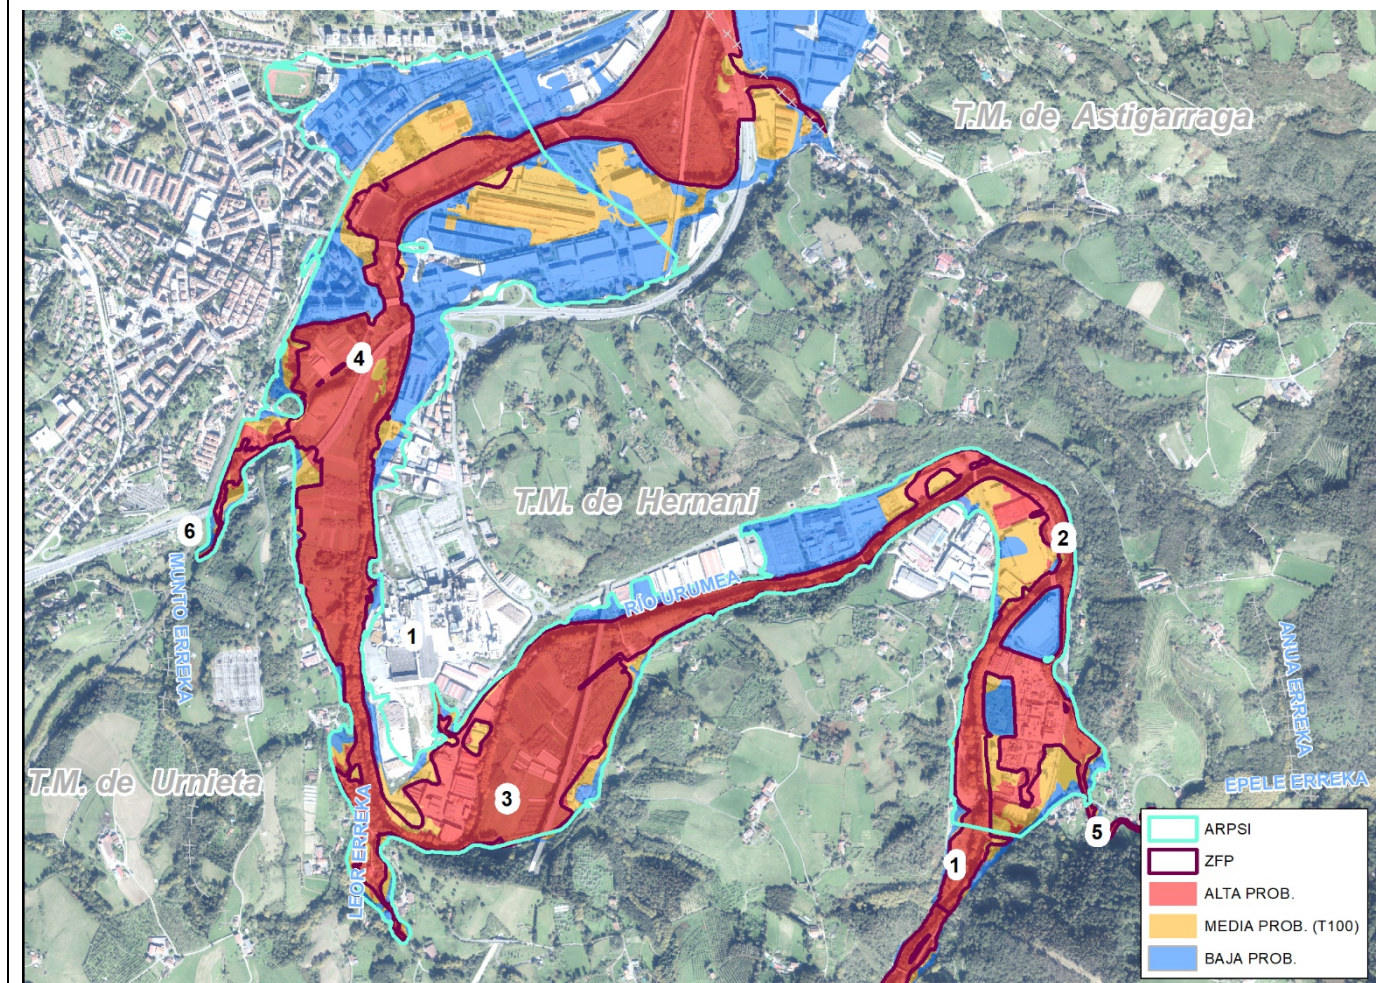 T.M. de Astigarraga
4
T.M. de Hernani
6
2
MUNTIO ERREKA
RÍO URUMEA
1
ANUA ERREKA
T.M. de Urnieta
3
EPELE ERREKA
LEOR ERREKA
5
1
ARPSI
ZFP
ALTA PROB.
MEDIA PROB. (T100)
BAJA PROB.